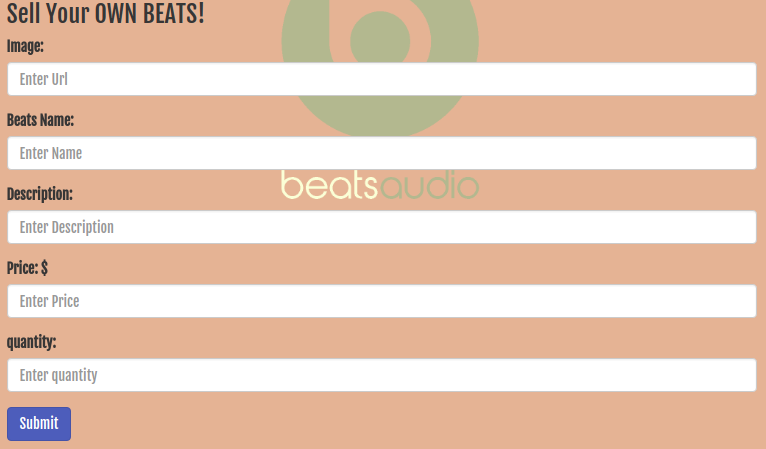 Sell Your OWN BEATS!
Image:
Enter Url
Beats Name:
Enter Name
beatsaudio
Description:
Enter Description
Price: $
Enter Price
quantity:
Enter quantity
Submit